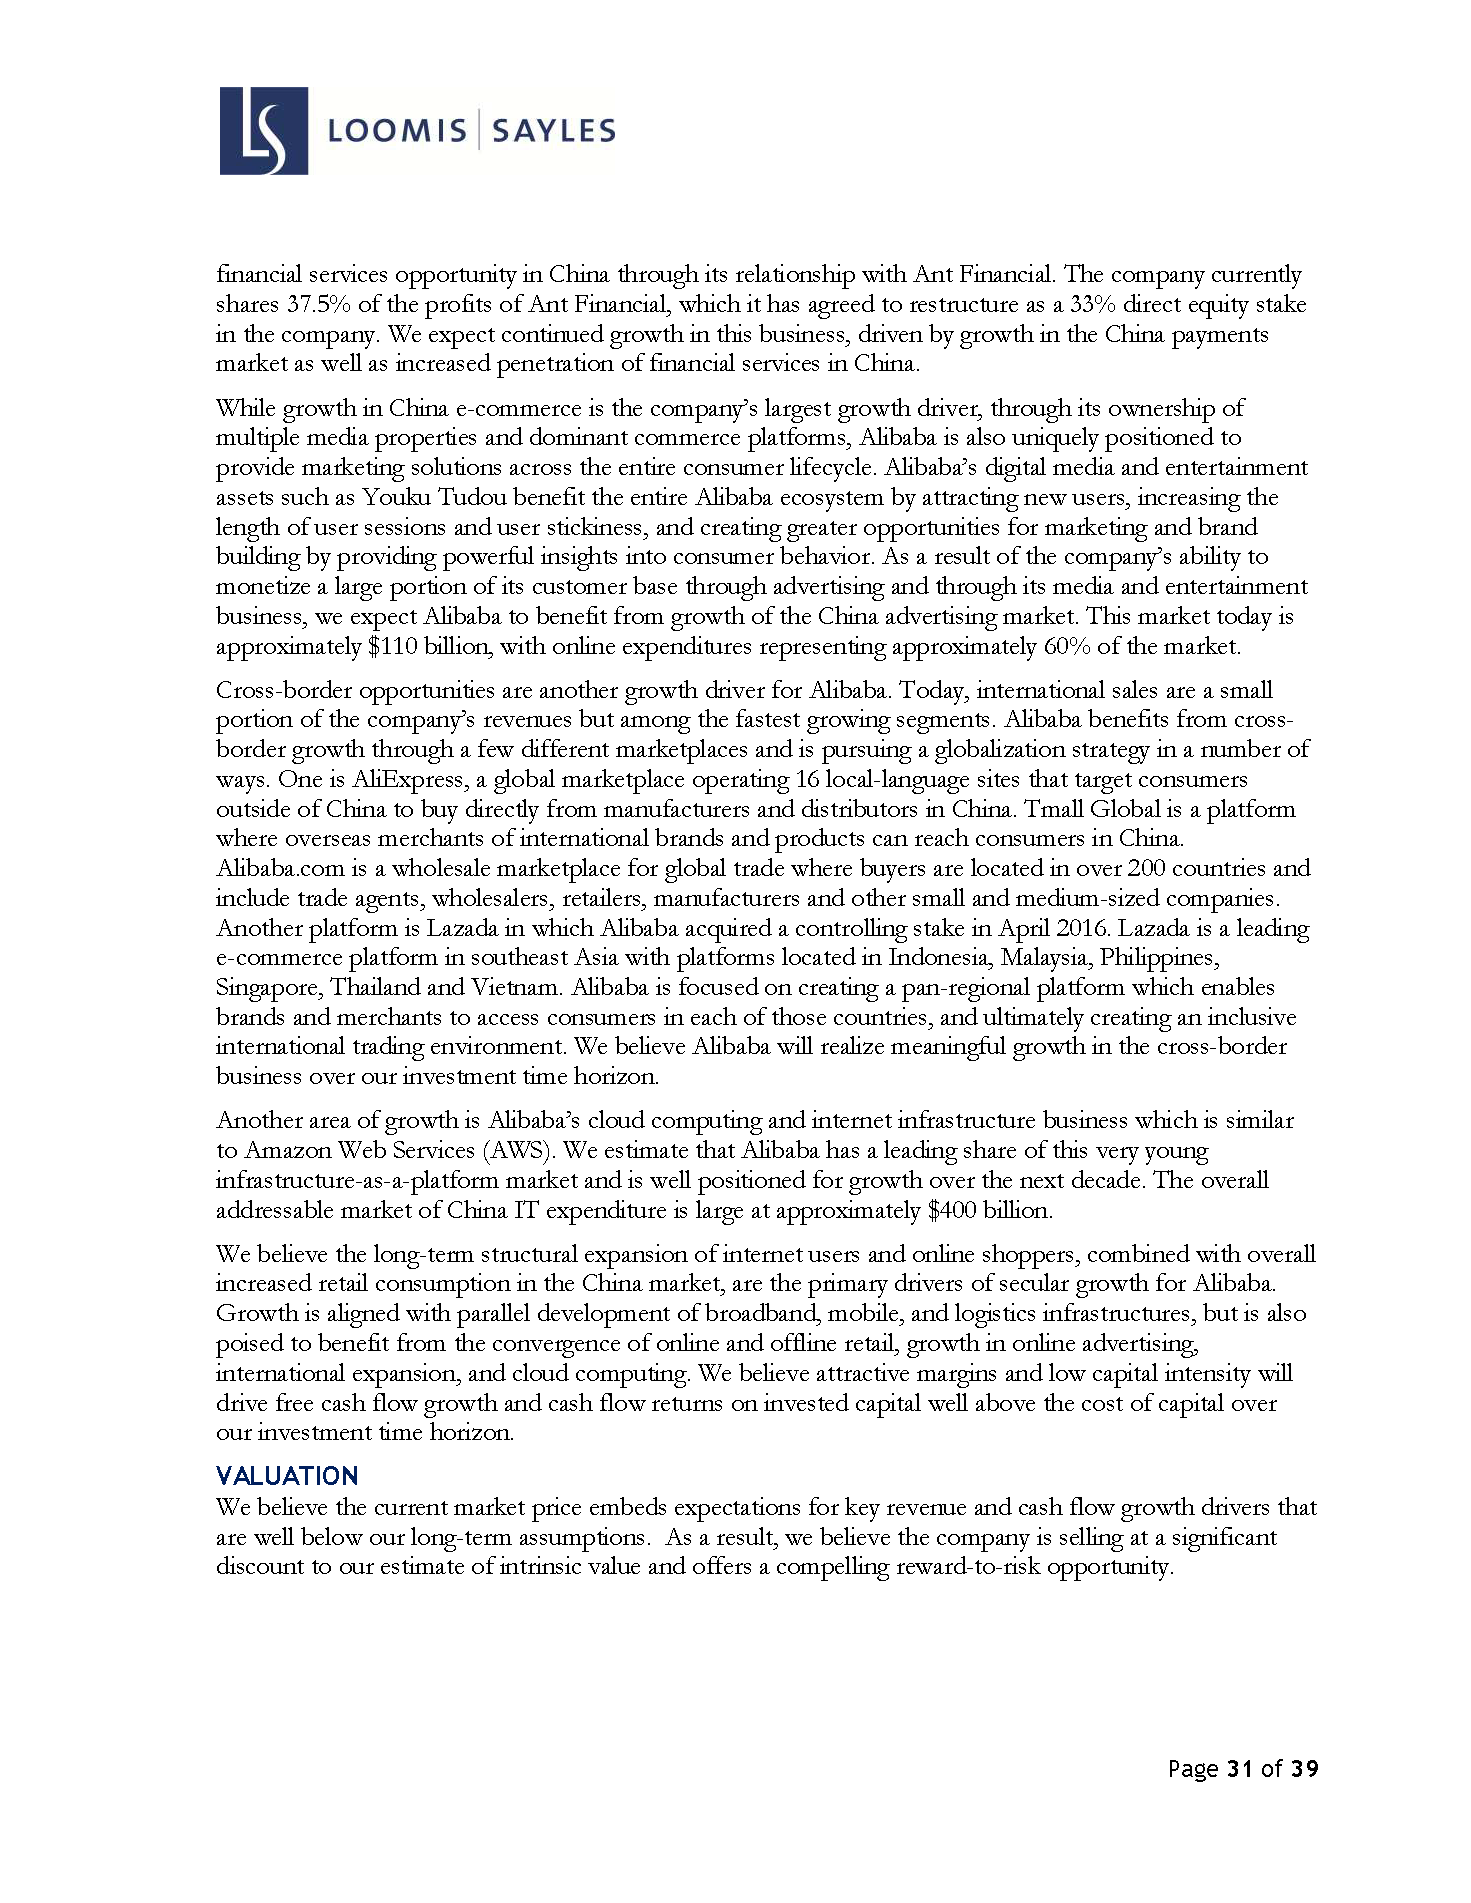 LS LOOMIS | SAYLES
financial services opportunity in China through its relationship with Ant Financial. The company currently
shares 37.5% of the profits of Ant Financial, which it has agreed to restructure as a 33% direct equity stake
in the company. We expect continued growth in this business, driven by growth in the China payments
market as well as increased penetration of financial services in China.
While growth in China e-commerce is the company’s largest growth driver, through its ownership of
multiple media properties and dominant commerce platforms, Alibaba is also uniquely positioned to
provide marketing solutions across the entire consumer lifecycle. Alibaba’s digital media and entertainment
assets such as Youku Tudou benefit the entire Alibaba ecosystem by attracting new users, increasing the
length of user sessions and user stickiness, and creating greater opportunities for marketing and brand
building by providing powerful insights into consumer behavior. As a result of the company’s ability to
monetize a large portion of its customer base through advertising and through its media and entertainment
business, we expect Alibaba to benefit from growth of the China advertising market. This market today is
approximately $110 billion, with online expenditures representing approximately 60% of the market.
Cross-border opportunities are another growth driver for Alibaba. Today, international sales are a small
portion of the company’s revenues but among the fastest growing segments. Alibaba benefits from cross-
border growth through a few different marketplaces and is pursuing a globalization strategy in a number of
ways. One is AliExpress, a global marketplace operating 16 local-language sites that target consumers
outside of China to buy directly from manufacturers and distributors in China. Tmall Global is a platform
where overseas merchants of international brands and products can reach consumers in China.
Alibaba.com is a wholesale marketplace for global trade where buyers are located in over 200 countries and
include trade agents, wholesalers, retailers, manufacturers and other small and medium-sized companies.
Another platform is Lazada in which Alibaba acquired a controlling stake in April 2016. Lazada is a leading
e-commerce platform in southeast Asia with platforms located in Indonesia, Malaysia, Philippines,
Singapore, Thailand and Vietnam. Alibaba is focused on creating a pan-regional platform which enables
brands and merchants to access consumers in each of those countries, and ultimately creating an inclusive
international trading environment. We believe Alibaba will realize meaningful growth in the cross-border
business over our investment time horizon.
Another area of growth is Alibaba’s cloud computing and internet infrastructure business which is similar
to Amazon Web Services (AWS). We estimate that Alibaba has a leading share of this very young
infrastructure-as-a-platform market and is well positioned for growth over the next decade. The overall
addressable market of China IT expenditure is large at approximately $400 billion.
We believe the long-term structural expansion of internet users and online shoppers, combined with overall
increased retail consumption in the China market, are the primary drivers of secular growth for Alibaba.
Growth is aligned with parallel development of broadband, mobile, and logistics infrastructures, but is also
poised to benefit from the convergence of online and offline retail, growth in online advertising,
international expansion, and cloud computing. We believe attractive margins and low capital intensity will
drive free cash flow growth and cash flow returns on invested capital well above the cost of capital over
our investment time horizon.
VALUATION
We believe the current market price embeds expectations for key revenue and cash flow growth drivers that
are well below our long-term assumptions. As a result, we believe the company is selling at a significant
discount to our estimate of intrinsic value and offers a compelling reward-to-risk opportunity.
Page 31 of 39